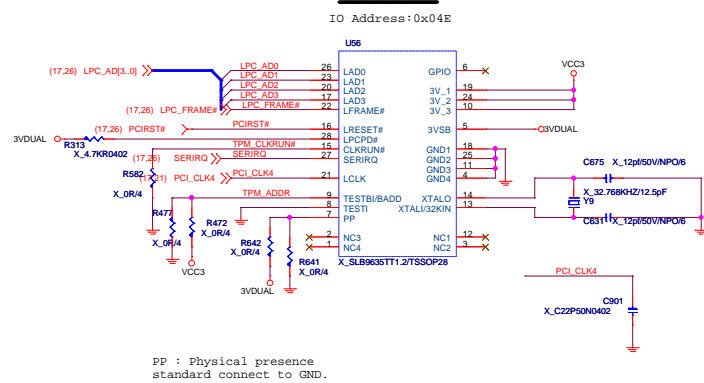 IO Address:0x04E
U56
(17,26) LPC_AD[3..0]
LPC_AD0 26 LAD0 GPIO 6
LPC_AD1 23 LAD1
LPC_AD2 20 LAD2 3V_1 19 VCC3
LPC_AD3 17 LAD3 3V_2 24
(17,26) LPC_FRAME# LPC_FRAME# 22 LFRAME# 3V_3 10
(17,26) PCIRST# PCIRST# 16 LRESET# 3VSB 5 3VDUAL
3VDUAL R313 X_4.7KR0402 28 LPCPD#
TPM_CLKRUN# 15 CLKRUN# GND1 18
(17,26) SERIRQ SERIRQ 27 SERIRQ GND2 25
GND3 11
R582 X_0R/4
(17,21) PCI_CLK4 PCI_CLK4 21 LCLK GND4 4
C675 X_12pf/50V/NPO/6
TPM_ADDR 9 TESTBI/BADD XTALO 14
X_32.768KHZ/12.5pF
Y9
8 TESTI XTALI/32KIN 13
7 PP
C631 X_12pf/50V/NPO/6
R477 X_0R/4
R472 X_0R/4
VCC3
R642 X_0R/4
3VDUAL
R641 X_0R/4
2 NC3 NC1 12
1 NC4 NC2 3
X_SLB9635TT1.2/TSSOP28
PCI_CLK4
C901
X_C22P50N0402
PP : Physical presence
standard connect to GND.